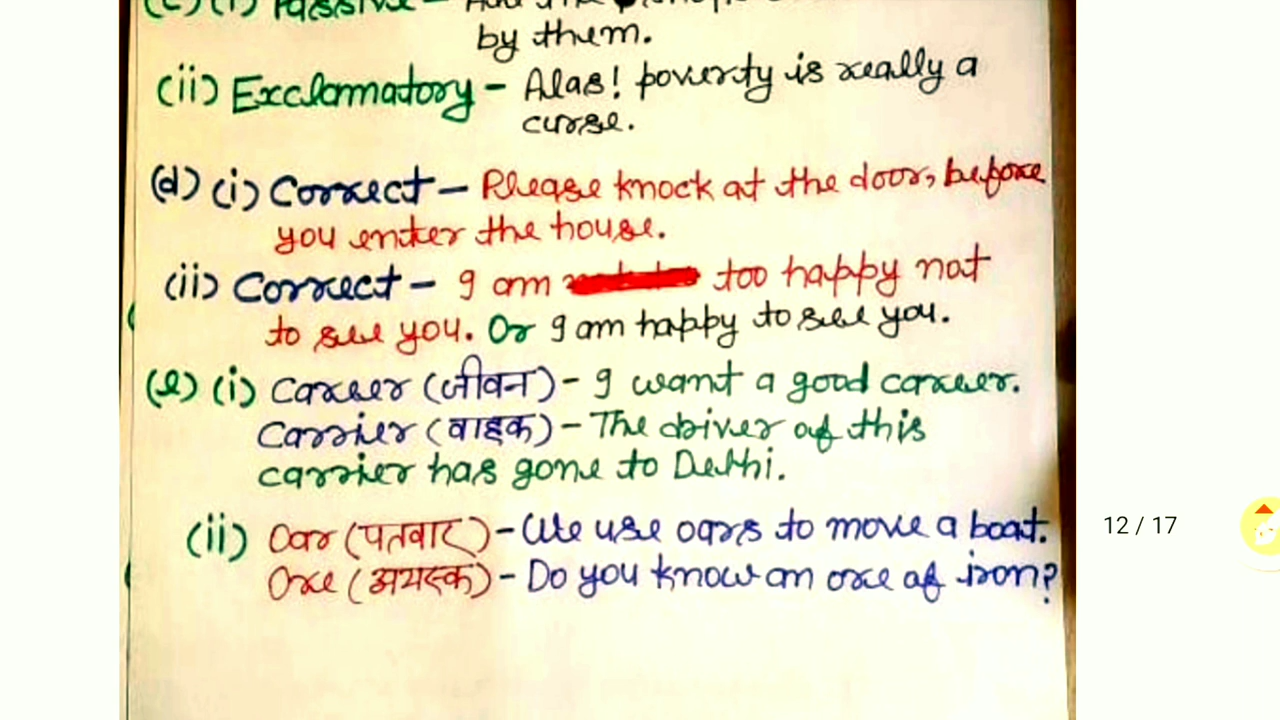 (c) (i) Passive -
by them.
(ii) Exclamatory - Alas! poverty is really a
curse.
(d) (i) Correct - Please knock at the door, before
you enter the house.
(ii) Correct - I am too happy not
to see you. Or I am happy to see you.
(e) (i) Career (जीवन) - I want a good career.
Carrier (वाहक) - The driver of this
carrier has gone to Delhi.
(ii) Oar (पतवार) - We use oars to move a boat.
Ore (अयस्क) - Do you know an ore of iron?
12 / 17